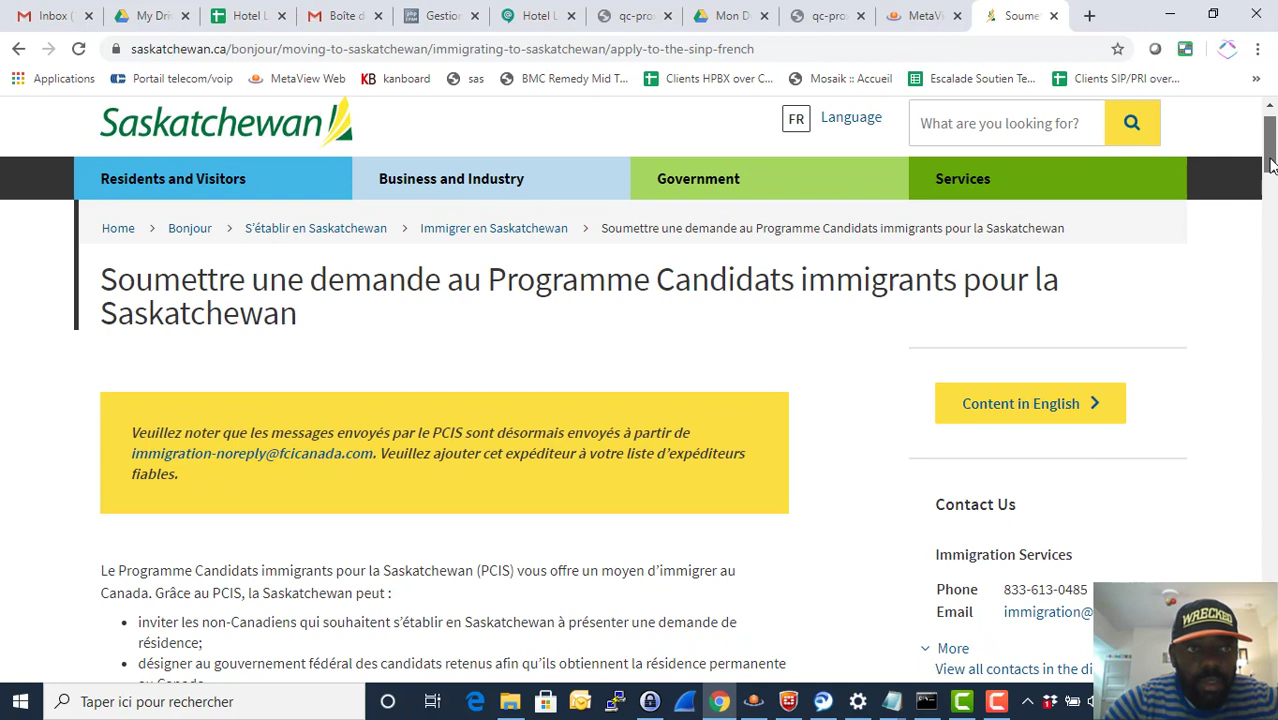 Inbox (
My Dri
Hotel L
Boîte d
Gestion
Hotel L
qc-pro
Mon D
qc-pro
MetaVi
Soume
saskatchewan.ca/bonjour/moving-to-saskatchewan/immigrating-to-saskatchewan/apply-to-the-sinp-french
Applications
Portail telecom/voip
MetaView Web
KB kanboard
sas
BMC Remedy Mid T...
Clients HPBX over C...
Mosaik :: Accueil
Escalade Soutien Te...
Clients SIP/PRI over...
Saskatchewan
FR Language
What are you looking for?
Residents and Visitors
Business and Industry
Government
Services
Home > Bonjour > S'établir en Saskatchewan > Immigrer en Saskatchewan > Soumettre une demande au Programme Candidats immigrants pour la Saskatchewan
Soumettre une demande au Programme Candidats immigrants pour la
Saskatchewan
Veuillez noter que les messages envoyés par le PCIS sont désormais envoyés à partir de
immigration-noreply@fcicanada.com. Veuillez ajouter cet expéditeur à votre liste d'expéditeurs
fiables.
Content in English
Contact Us
Immigration Services
Phone 833-613-0485
Email immigration@
More
View all contacts in the di
Le Programme Candidats immigrants pour la Saskatchewan (PCIS) vous offre un moyen d'immigrer au
Canada. Grâce au PCIS, la Saskatchewan peut :
• inviter les non-Canadiens qui souhaitent s'établir en Saskatchewan à présenter une demande de
résidence;
• désigner au gouvernement fédéral des candidats retenus afin qu'ils obtiennent la résidence permanente
au Canada
WRECKED
Taper ici pour rechercher